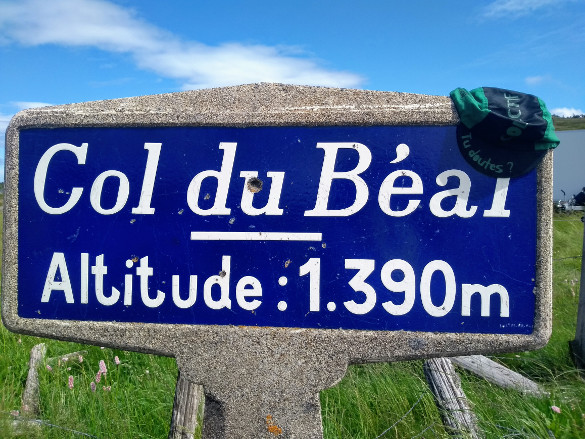 Col du Béal
Altitude : 1.390m
Tu doutes ?